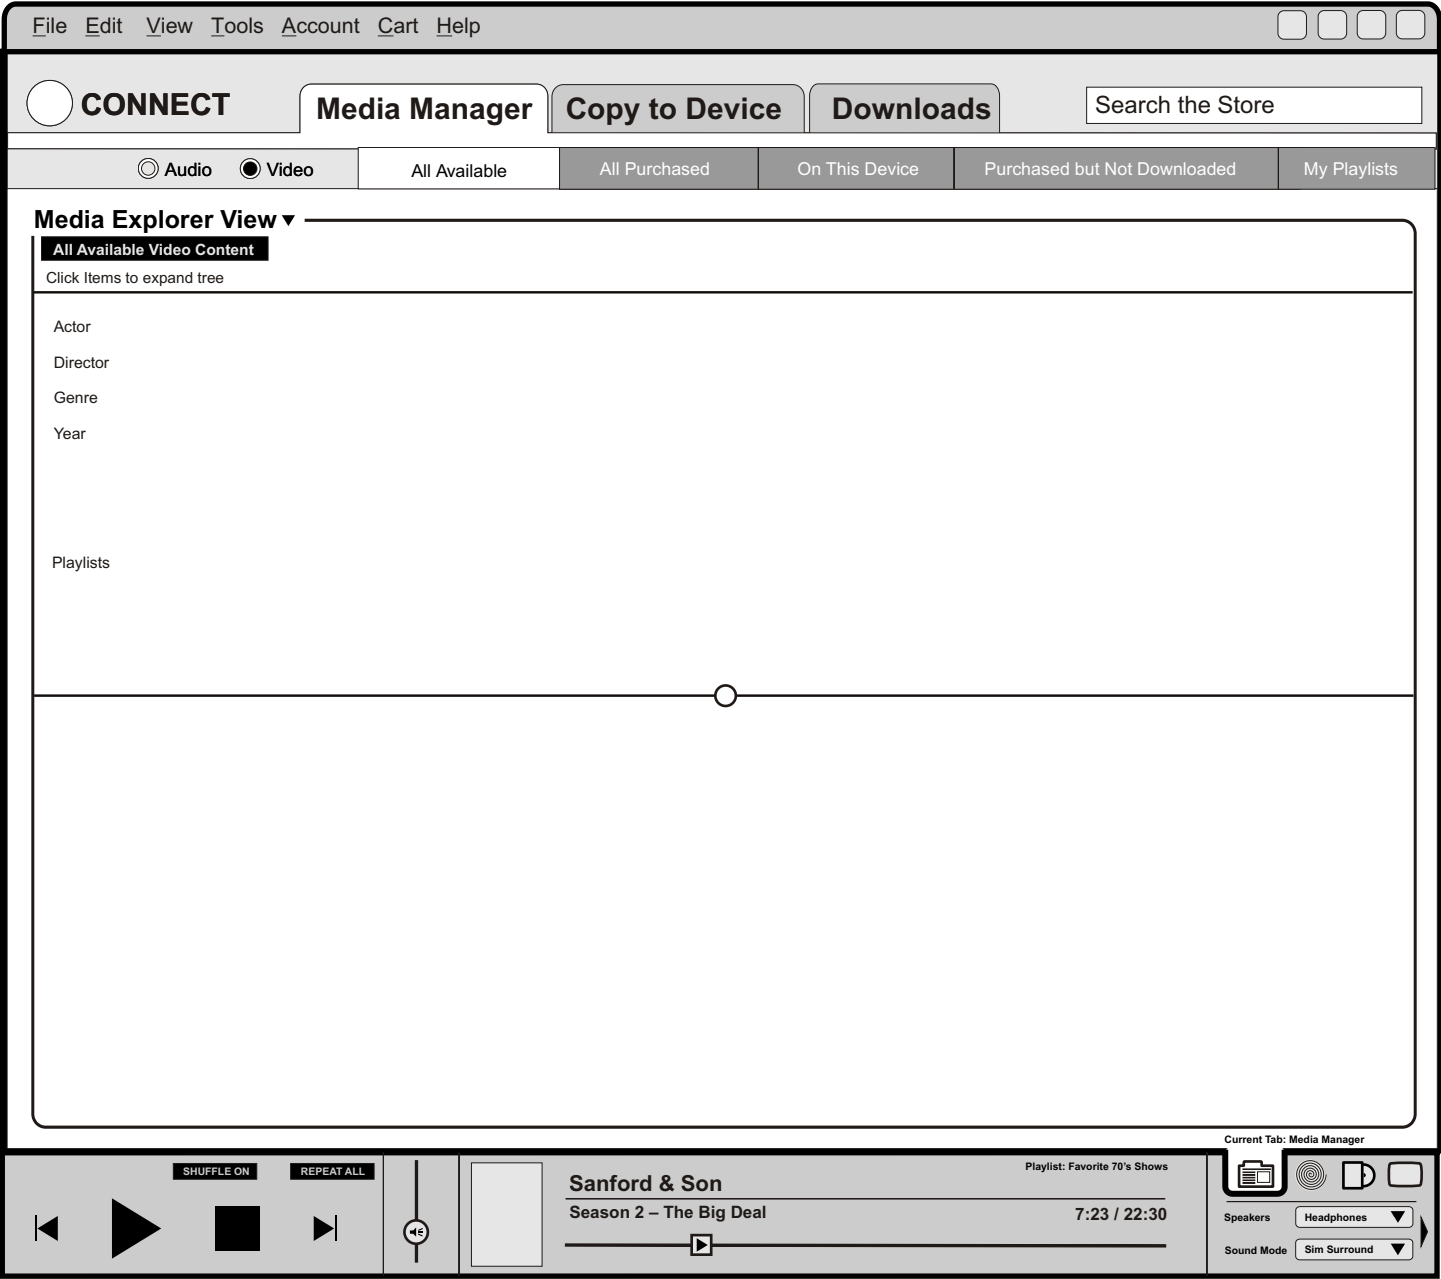 File Edit View Tools Account Cart Help
CONNECT
Media Manager
Copy to Device
Downloads
Search the Store
Audio
Video
All Available
All Purchased
On This Device
Purchased but Not Downloaded
My Playlists
Media Explorer View
All Available Video Content
Click Items to expand tree
Actor
Director
Genre
Year
Playlists
Current Tab: Media Manager
SHUFFLE ON
REPEAT ALL
Playlist: Favorite 70's Shows
Sanford & Son
Season 2 – The Big Deal
7:23 / 22:30
Speakers
Headphones
Sound Mode
Sim Surround